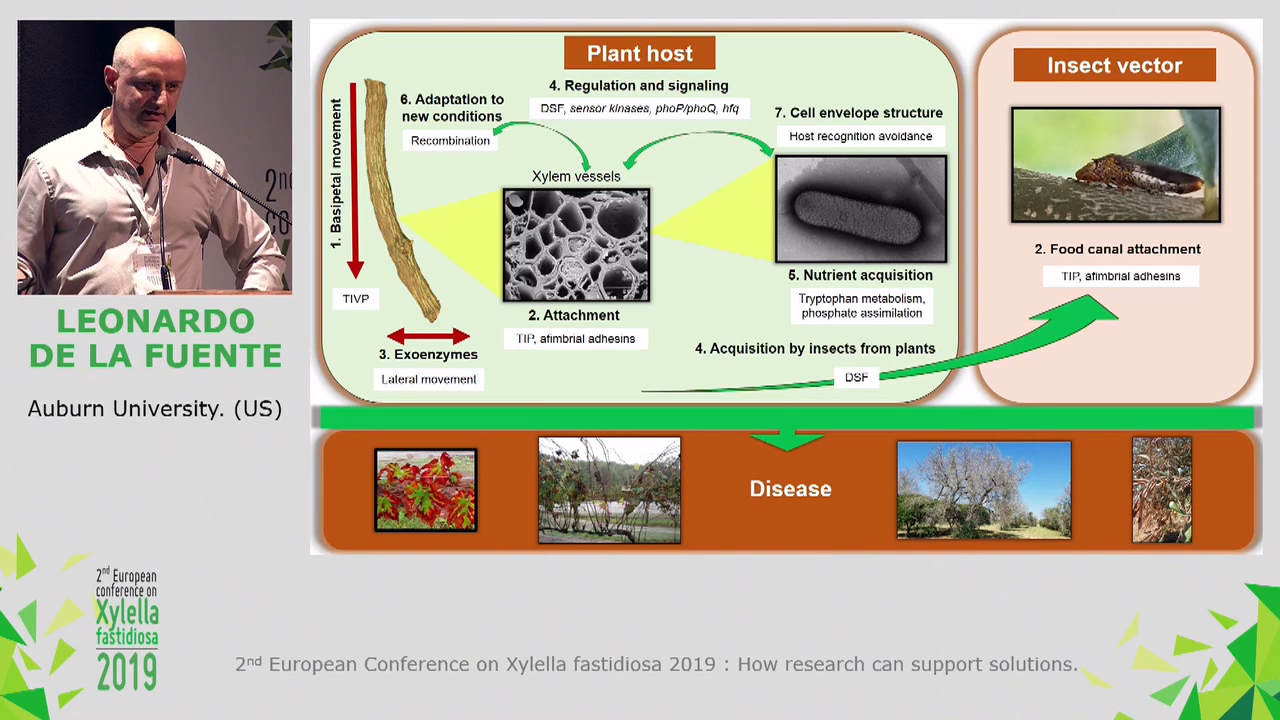 LEONARDO
DE LA FUENTE
Auburn University. (US)
Plant host
1. Basipetal movement
TIVP
6. Adaptation to
new conditions
Recombination
4. Regulation and signaling
DSF, sensor kinases, phoP/phoQ, hfq
7. Cell envelope structure
Host recognition avoidance
Xylem vessels
2. Attachment
TIP, afimbrial adhesins
3. Exoenzymes
Lateral movement
5. Nutrient acquisition
Tryptophan metabolism,
phosphate assimilation
4. Acquisition by insects from plants
DSF
Insect vector
2. Food canal attachment
TIP, afimbrial adhesins
Disease
2nd European
conference on
Xylella
fastidiosa
2019
2nd European Conference on Xylella fastidiosa 2019 : How research can support solutions.